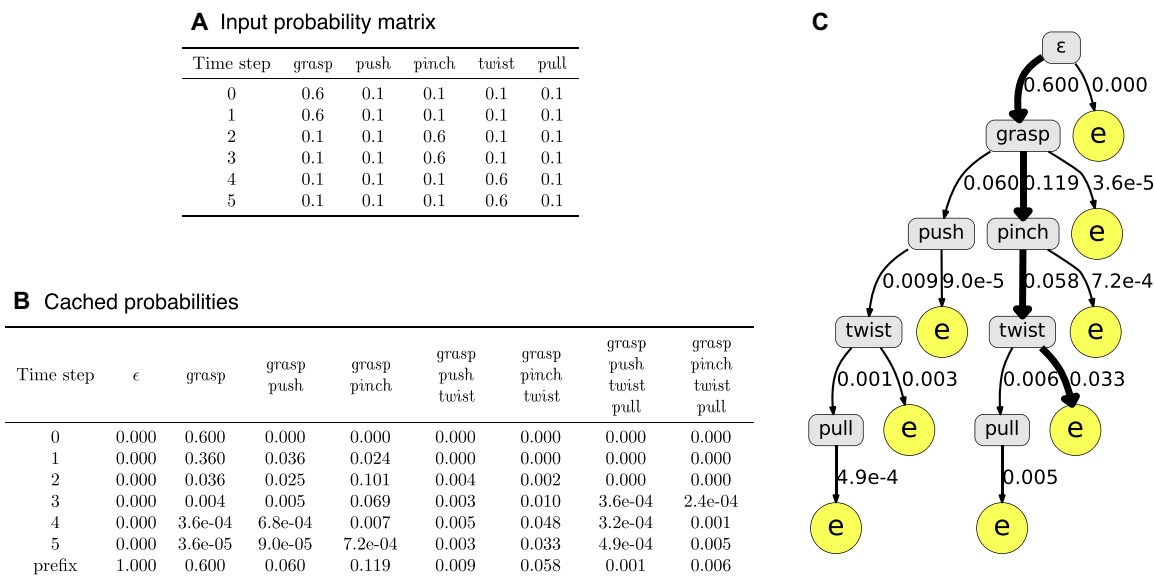 A Input probability matrix
Time step grasp push pinch twist pull
0 0.6 0.1 0.1 0.1 0.1
1 0.6 0.1 0.1 0.1 0.1
2 0.1 0.1 0.6 0.1 0.1
3 0.1 0.1 0.6 0.1 0.1
4 0.1 0.1 0.1 0.6 0.1
5 0.1 0.1 0.1 0.6 0.1
B Cached probabilities
Time step ϵ grasp grasp push grasp pinch grasp push twist grasp pinch twist grasp push twist pull grasp pinch twist pull
0 0.000 0.600 0.000 0.000 0.000 0.000 0.000 0.000
1 0.000 0.360 0.036 0.024 0.000 0.000 0.000 0.000
2 0.000 0.036 0.025 0.101 0.004 0.002 0.000 0.000
3 0.000 0.004 0.005 0.069 0.003 0.010 3.6e-04 2.4e-04
4 0.000 3.6e-04 6.8e-04 0.007 0.005 0.048 3.2e-04 0.001
5 0.000 3.6e-05 9.0e-05 7.2e-04 0.003 0.033 4.9e-04 0.005
prefix 1.000 0.600 0.060 0.119 0.009 0.058 0.001 0.006
C
ε
0.600 0.000
grasp e
0.060 0.119 3.6e-5
push pinch e
0.009 9.0e-5 0.058 7.2e-4
twist e twist e
0.001 0.003 0.006 0.033
pull e pull e
4.9e-4 0.005
e e